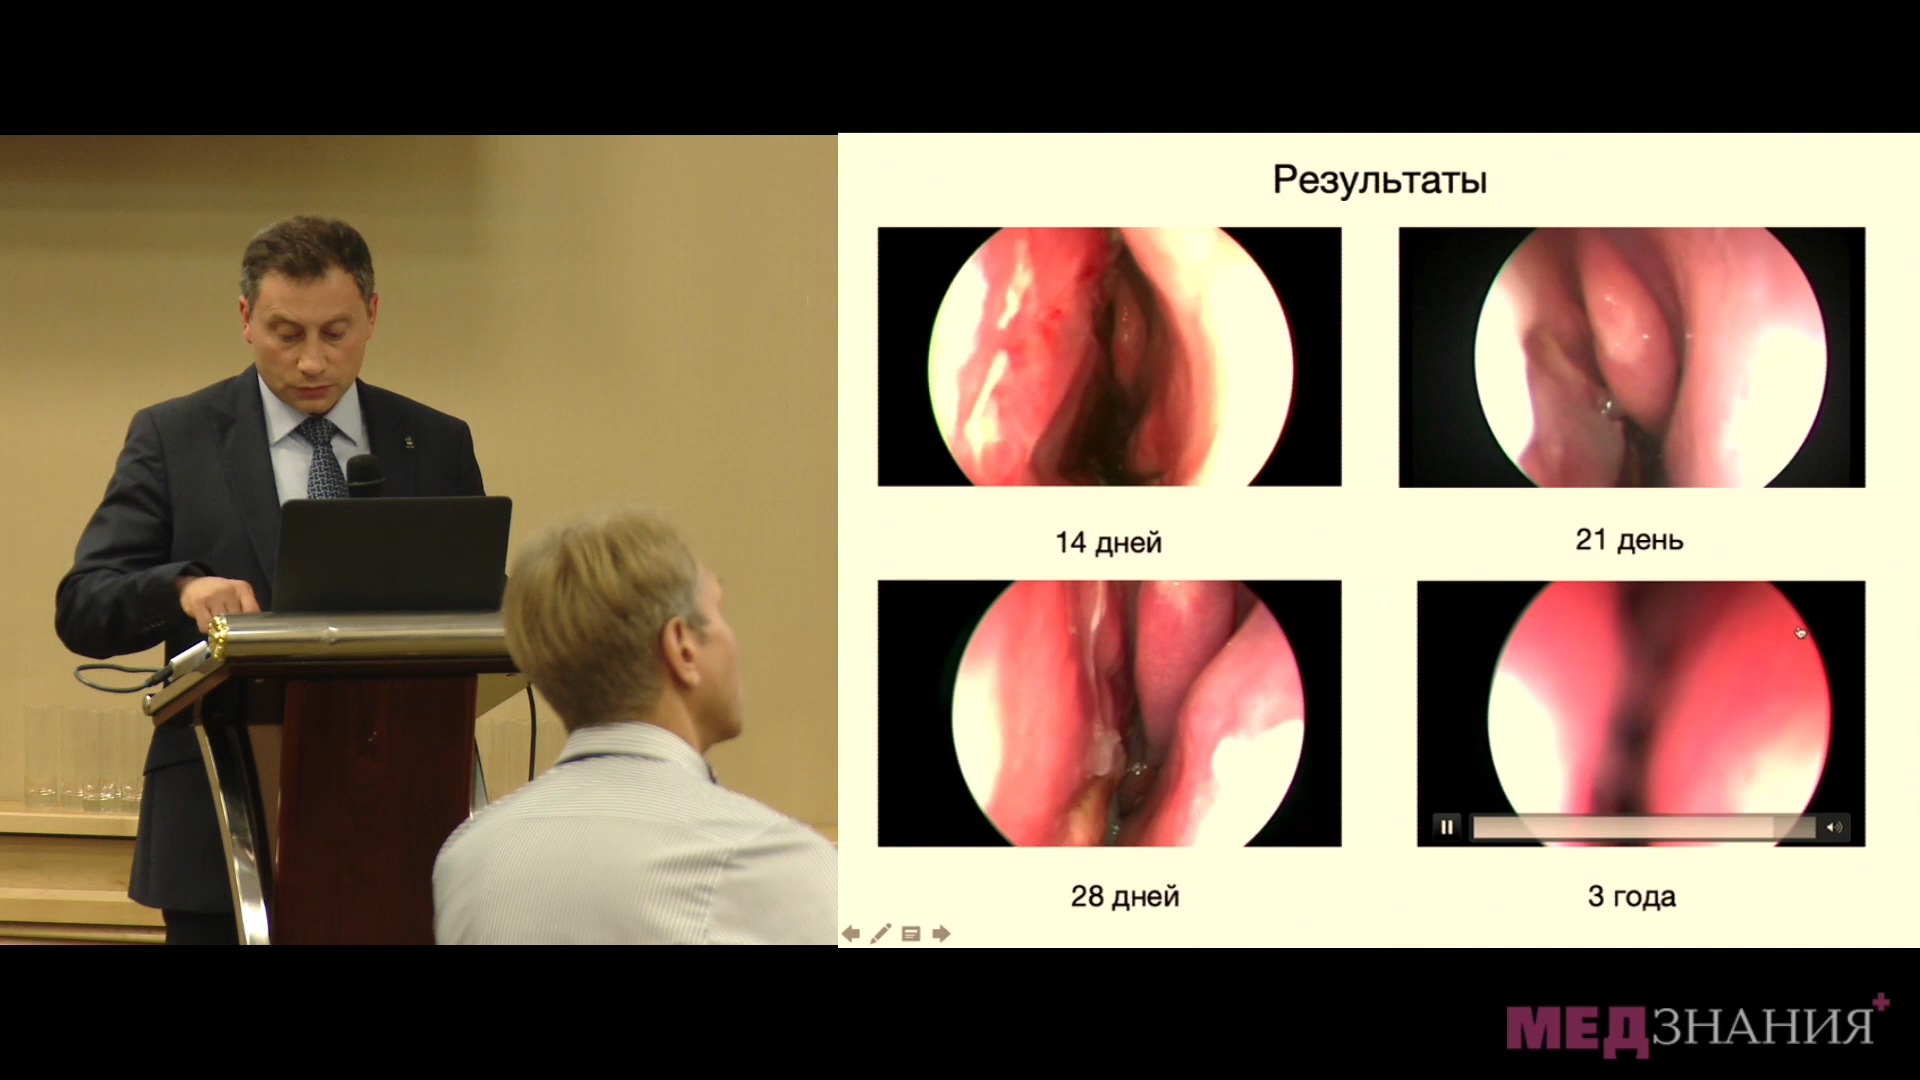 Результаты
14 дней
21 день
28 дней
3 года
МЕДЗНАНИЯ+